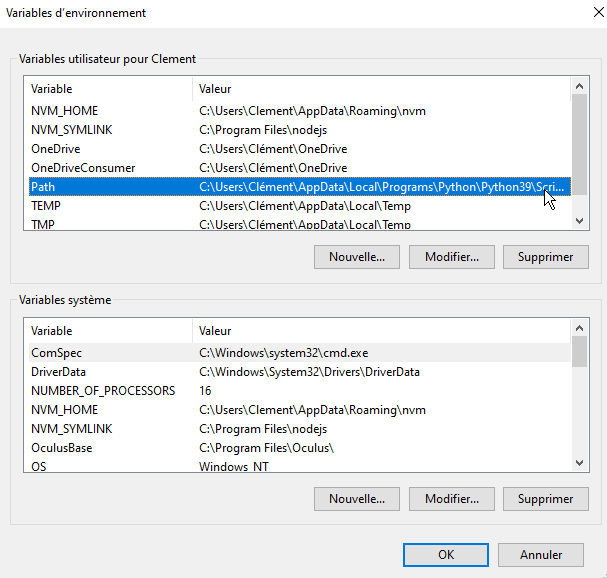 Variables d'environnement
Variables utilisateur pour Clement
Variable Valeur
NVM_HOME C:\Users\Clement\AppData\Roaming\nvm
NVM_SYMLINK C:\Program Files\nodejs
OneDrive C:\Users\Clement\OneDrive
OneDriveConsumer C:\Users\Clement\OneDrive
Path C:\Users\Clément\AppData\Local\Programs\Python\Python39\Scri...
TEMP C:\Users\Clement\AppData\Local\Temp
TMP C:\Users\Clement\AppData\Local\Temp
Nouvelle... Modifier... Supprimer
Variables système
Variable Valeur
ComSpec C:\Windows\system32\cmd.exe
DriverData C:\Windows\System32\Drivers\DriverData
NUMBER_OF_PROCESSORS 16
NVM_HOME C:\Users\Clement\AppData\Roaming\nvm
NVM_SYMLINK C:\Program Files\nodejs
OculusBase C:\Program Files\Oculus\
OS Windows_NT
Nouvelle... Modifier... Supprimer
OK Annuler